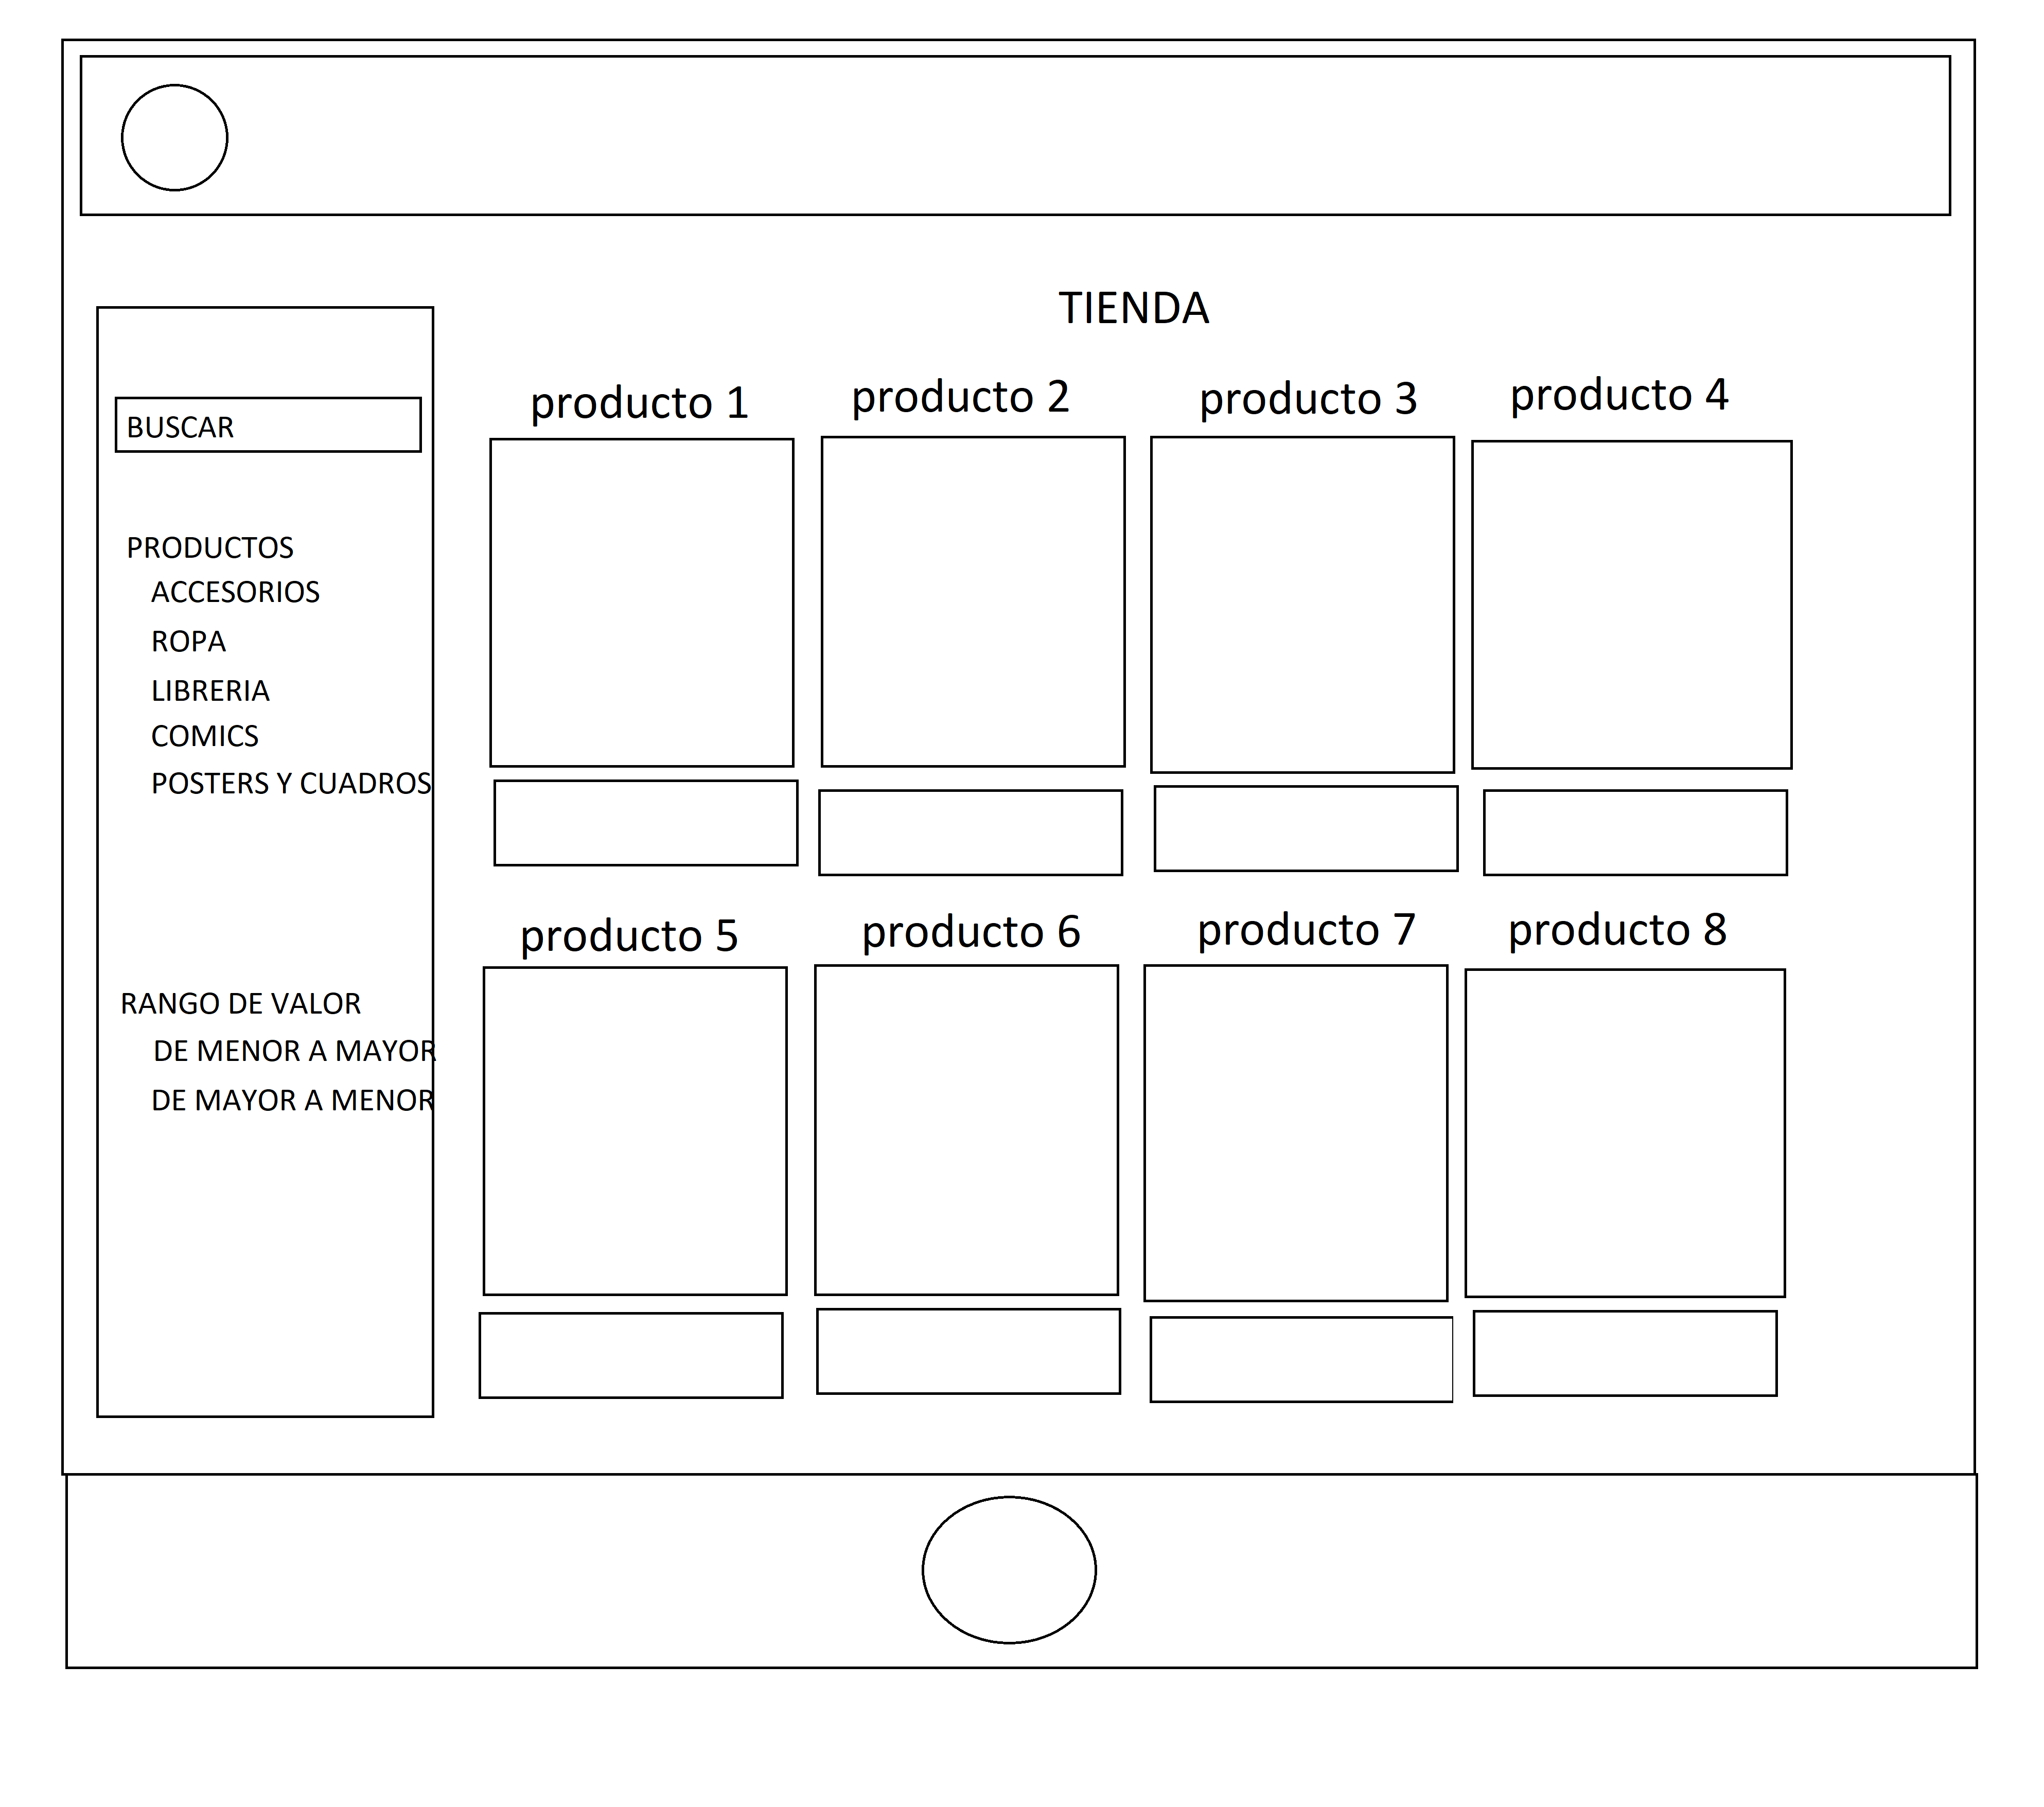 TIENDA
BUSCAR
PRODUCTOS
ACCESORIOS
ROPA
LIBRERIA
COMICS
POSTERS Y CUADROS
RANGO DE VALOR
DE MENOR A MAYOR
DE MAYOR A MENOR
producto 1
producto 2
producto 3
producto 4
producto 5
producto 6
producto 7
producto 8